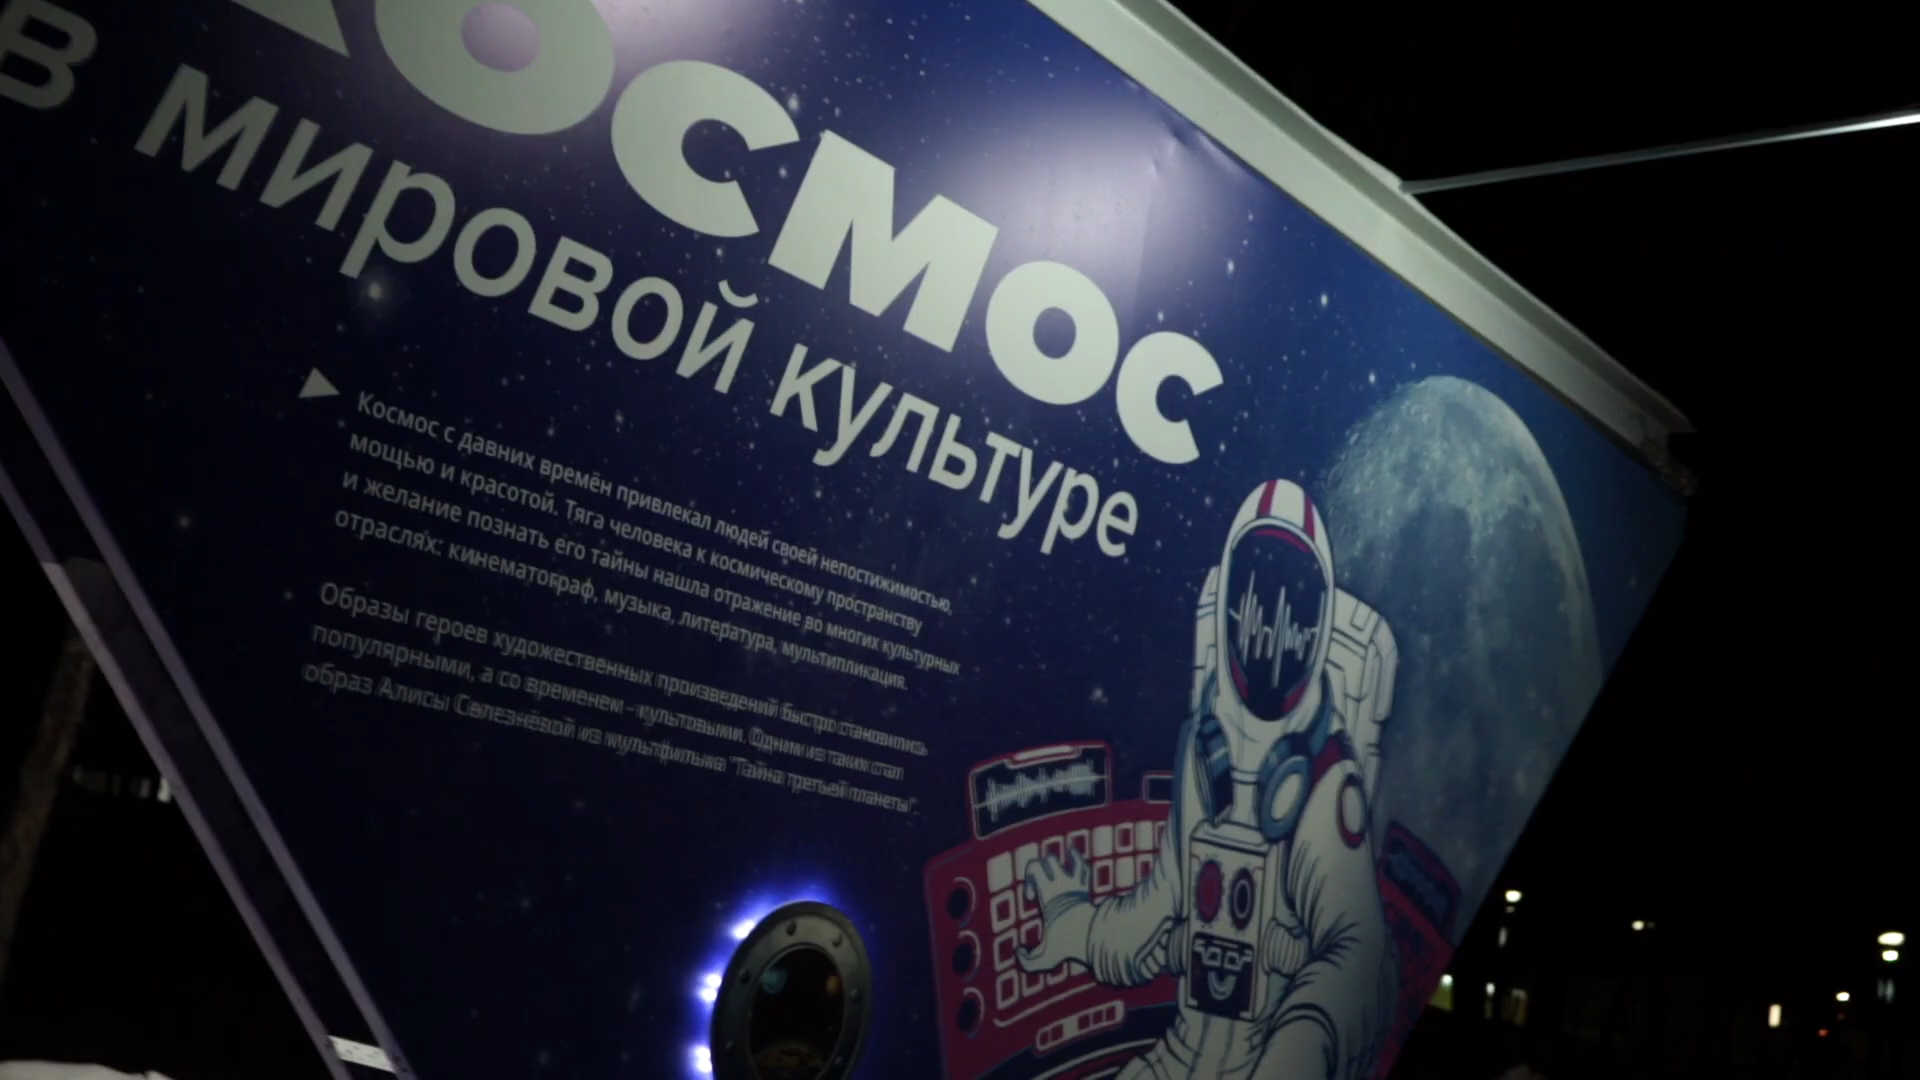 КОСМОС
в мировой культуре
Космос с давних времён привлекал людей своей непостижимостью,
мощью и красотой. Тяга человека к космическому пространству
и желание познать его тайны нашла отражение во многих культурных
отраслях: кинематограф, музыка, литература, мультипликация.
Образы героев художественных произведений быстро становились
популярными, а со временем - культовыми. Одним из таких стал
образ Алисы Селезнёвой из мультфильма "Тайна третьей планеты".